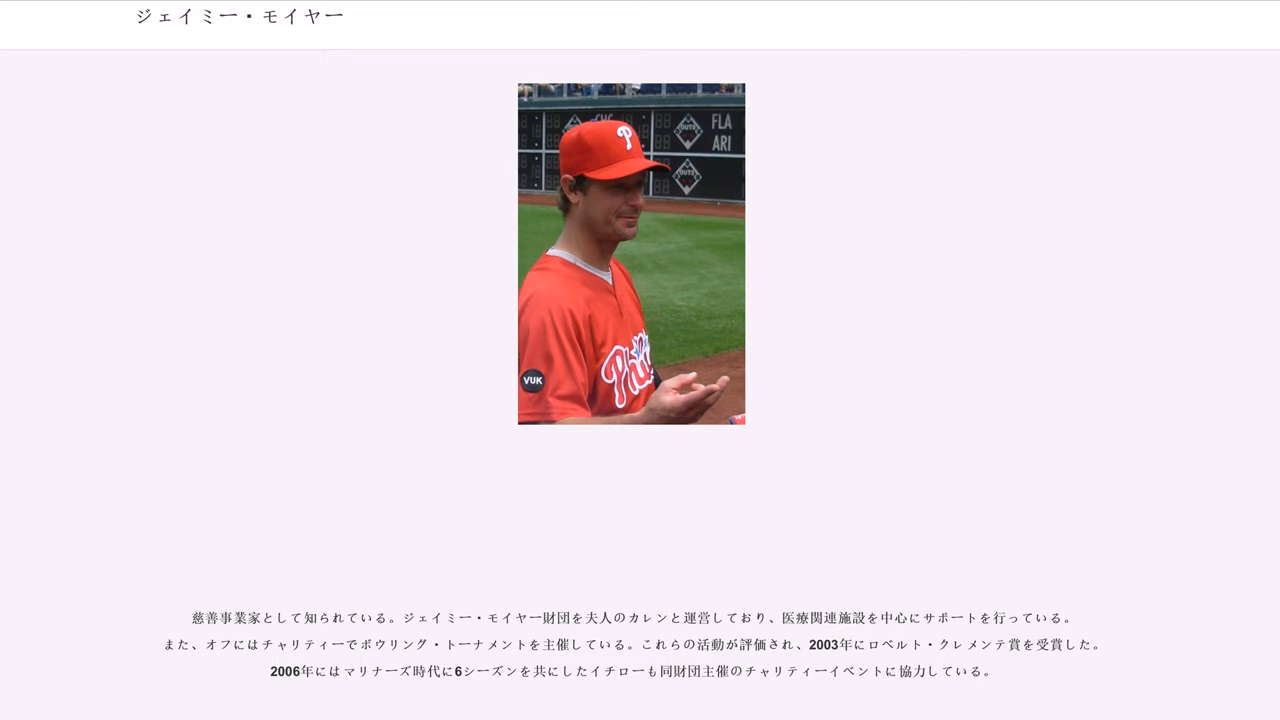 ジェイミー・モイヤー
CHC
FLA
OUTS
OUTS
ARI
OUTS
P
Phil
VUK
慈善事業家として知られている。ジェイミー・モイヤー財団を夫人のカレンと運営しており、医療関連施設を中心にサポートを行っている。
また、オフにはチャリティーでボウリング・トーナメントを主催している。これらの活動が評価され、2003年にロベルト・クレメンテ賞を受賞した。
2006年にはマリナーズ時代に6シーズンを共にしたイチローも同財団主催のチャリティーイベントに協力している。